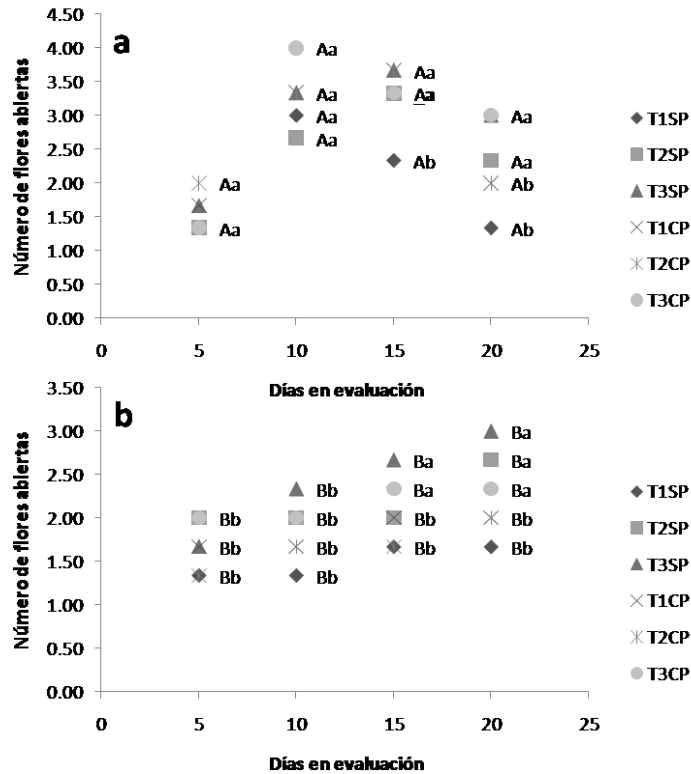 a
Número de flores abiertas
4.50
4.00
3.50
3.00
2.50
2.00
1.50
1.00
0.50
0.00
Aa
Aa
Aa
Aa
Aa
Aa
Aa
Aa
Ab
Aa
Aa
Ab
Ab
0 5 10 15 20 25
Días en evaluación
T1SP
T2SP
T3SP
T1CP
T2CP
T3CP
b
Número de flores abiertas
3.50
3.00
2.50
2.00
1.50
1.00
0.50
0.00
Bb
Bb
Bb
Bb
Bb
Bb
Bb
Ba
Ba
Bb
Bb
Ba
Ba
Ba
Bb
Bb
0 5 10 15 20 25
Días en evaluación
T1SP
T2SP
T3SP
T1CP
T2CP
T3CP